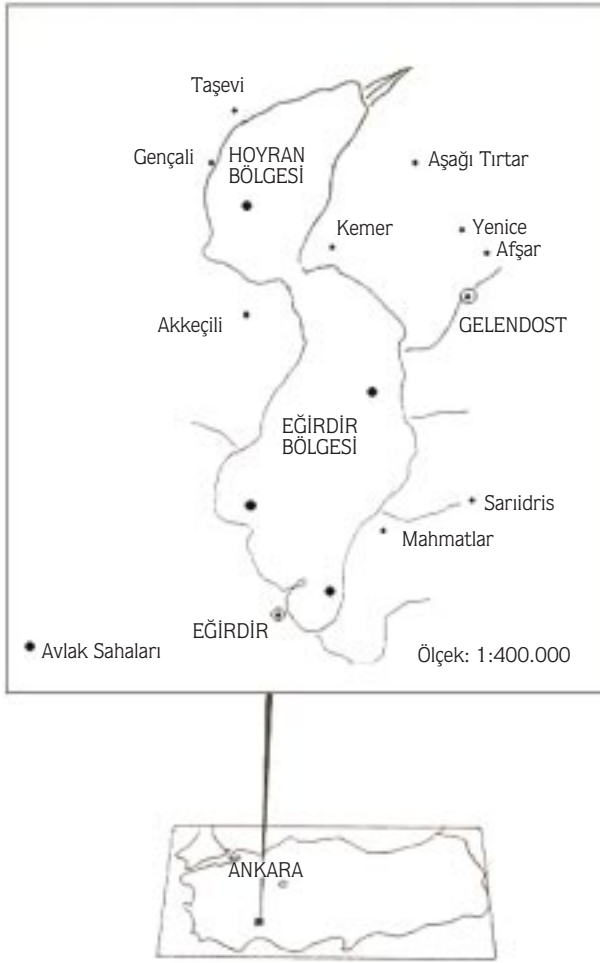 Taşevi
Gençali
HOYRAN
BÖLGESİ
Aşağı Tırtar
Kemer
Yenice
Afşar
GELENDOST
Akkeçili
EĞİRDİR
BÖLGESİ
Sarıidris
Mahmatlar
EĞİRDİR
Avlak Sahaları
Ölçek: 1:400.000
ANKARA